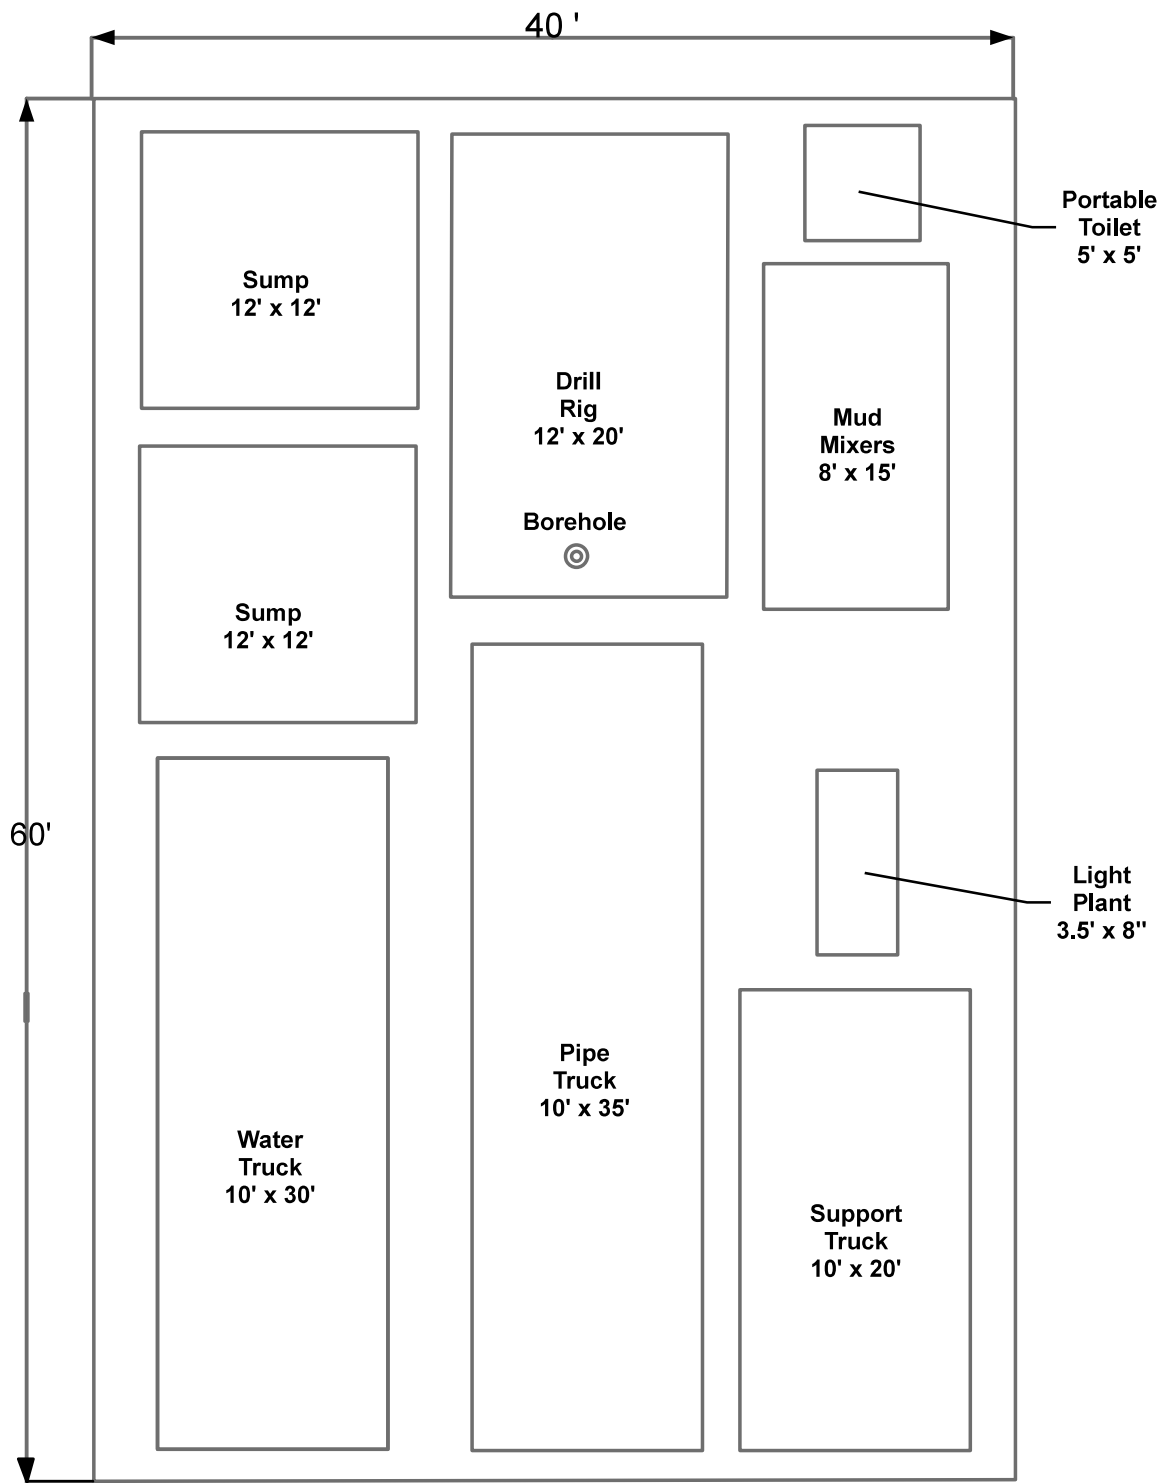 40 '
Portable
Toilet
5' x 5'
Sump
12' x 12'
Drill
Rig
12' x 20'
Mud
Mixers
8' x 15'
Borehole
Sump
12' x 12'
60'
Light
Plant
3.5' x 8"
Pipe
Truck
10' x 35'
Water
Truck
10' x 30'
Support
Truck
10' x 20'